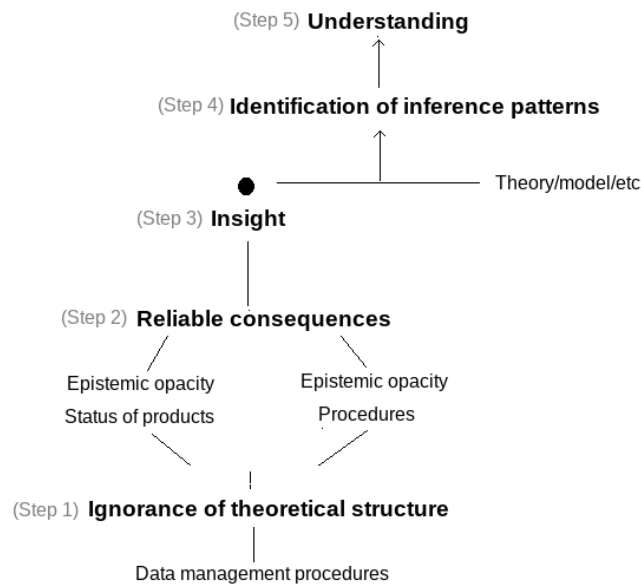 (Step 5) Understanding
(Step 4) Identification of inference patterns
Theory/model/etc
(Step 3) Insight
(Step 2) Reliable consequences
Epistemic opacity
Status of products
Epistemic opacity
Procedures
(Step 1) Ignorance of theoretical structure
Data management procedures